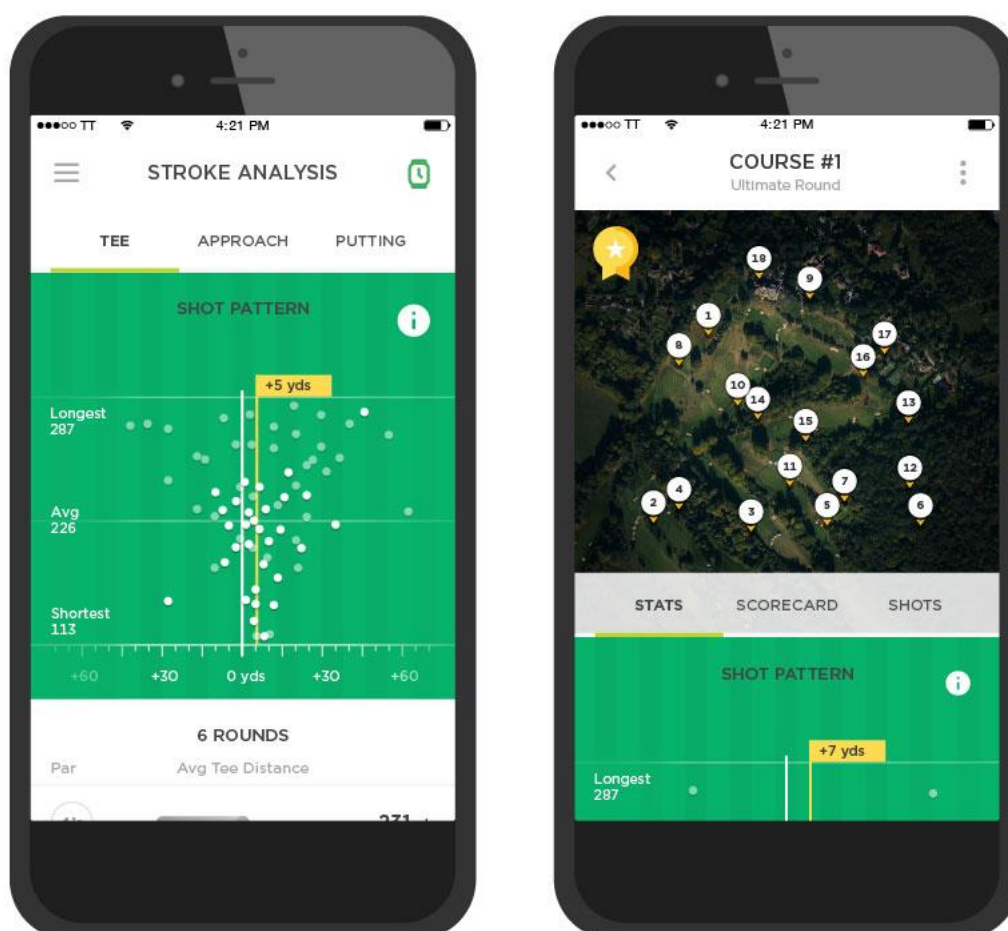 ●●●○○ TT 4:21 PM
STROKE ANALYSIS
TEE APPROACH PUTTING
SHOT PATTERN
i
+5 yds
Longest
287
Avg
226
Shortest
113
+60 +30 0 yds +30 +60
6 ROUNDS
Par Avg Tee Distance
●●●○○ TT 4:21 PM
COURSE #1
Ultimate Round
18
9
1
17
8
16
10
14
13
15
11
12
7
4
2
3
5
6
STATS SCORECARD SHOTS
SHOT PATTERN
i
+7 yds
Longest
287